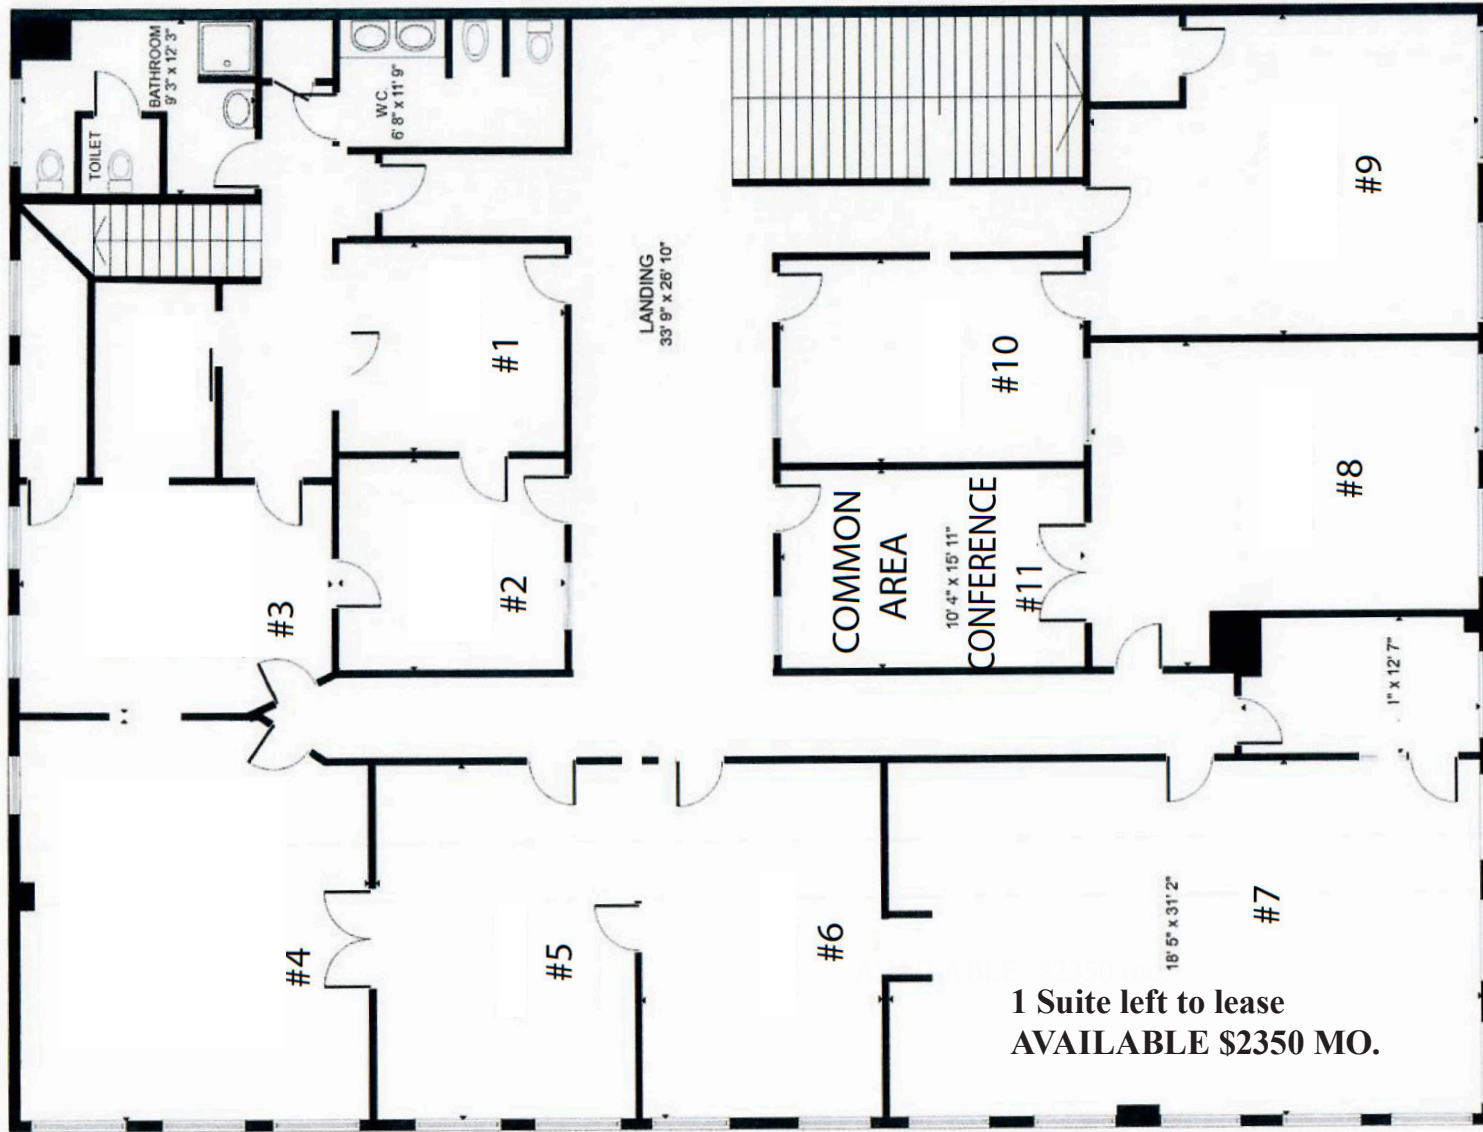 BATHROOM
9' 3" x 12' 3"
TOILET
W.C.
6' 8" x 11' 9"
LANDING
33' 9" x 26' 10"
#9
#1
#10
#8
#2
#3
COMMON
AREA
10' 4" x 15' 11"
CONFERENCE
#11
1" x 12' 7"
#4
#5
#6
#7
18' 5" x 31' 2"
1 Suite left to lease
AVAILABLE $2350 MO.